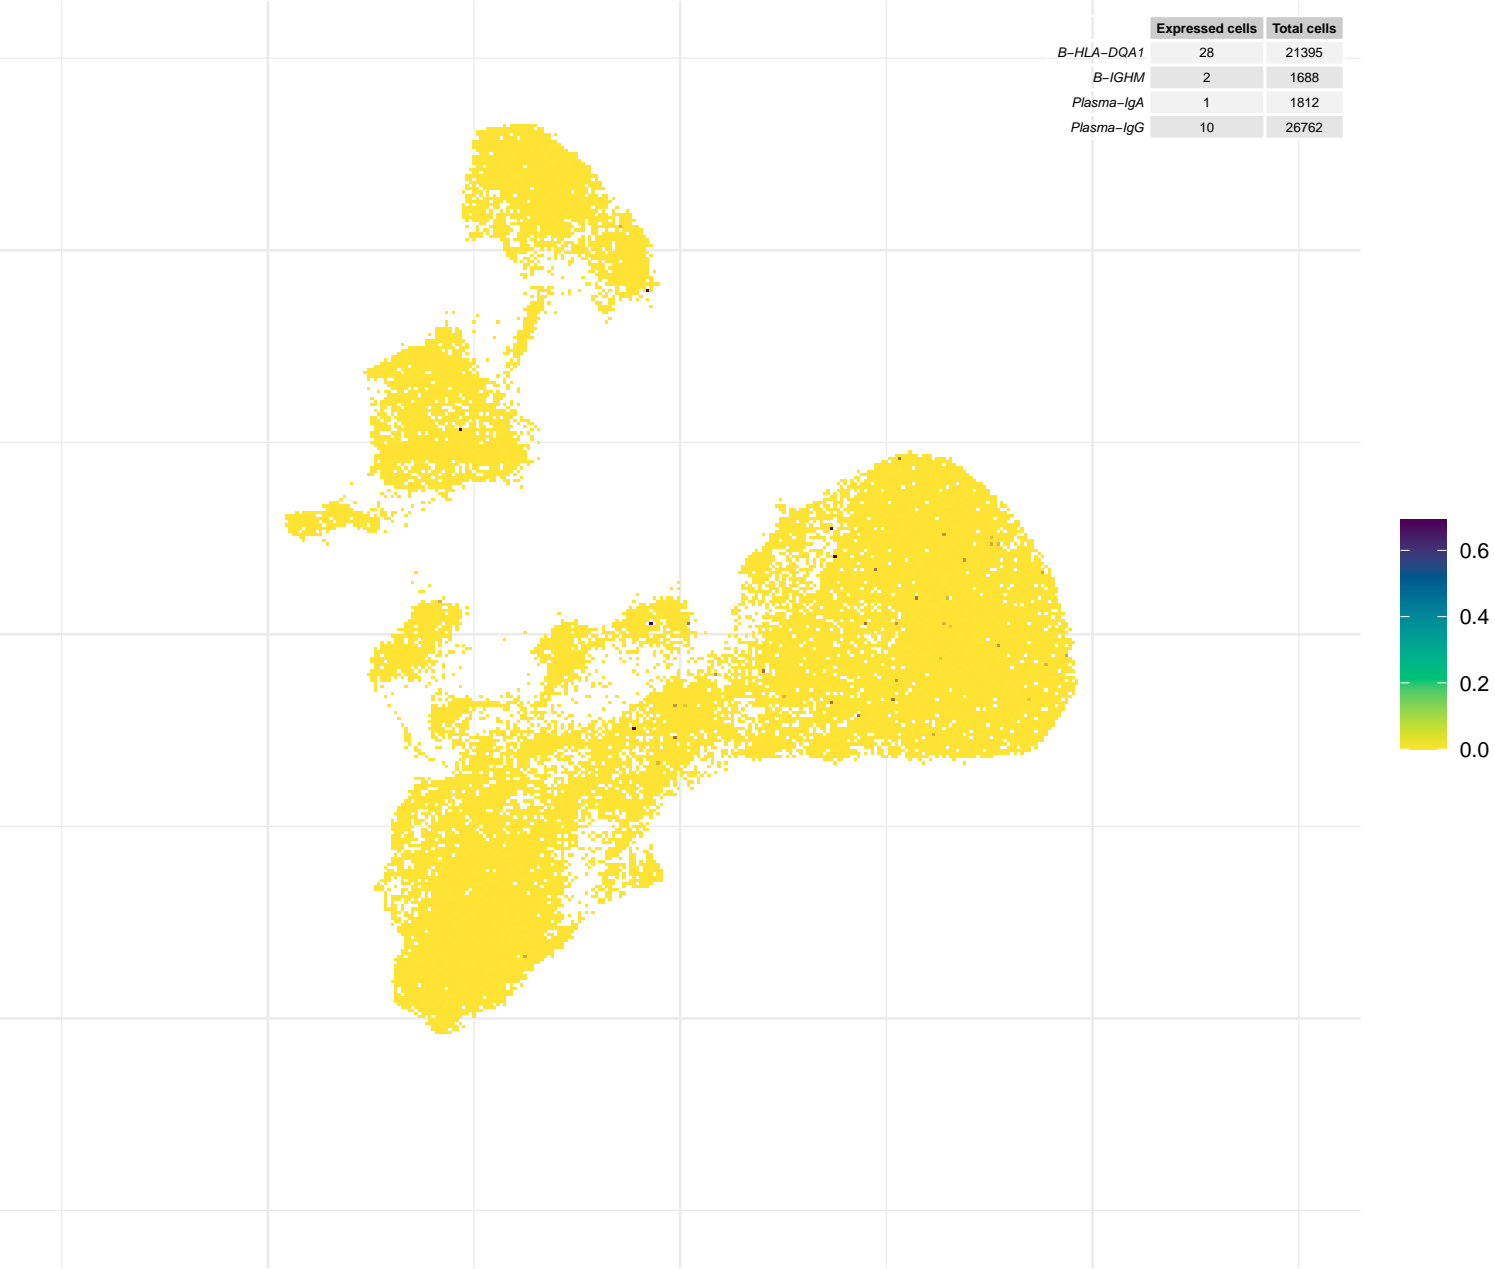 Expressed cells Total cells
B−HLA−DQA1 28 21395
B−IGHM 2 1688
Plasma−IgA 1 1812
Plasma−IgG 10 26762
0.6
0.4
0.2
0.0